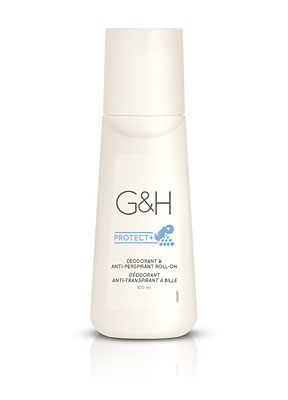 G&H
PROTECT+
DEODORANT &
ANTI-PERSPIRANT ROLL-ON
DÉODORANT
ANTI-TRANSPIRANT À BILLE
100 ml